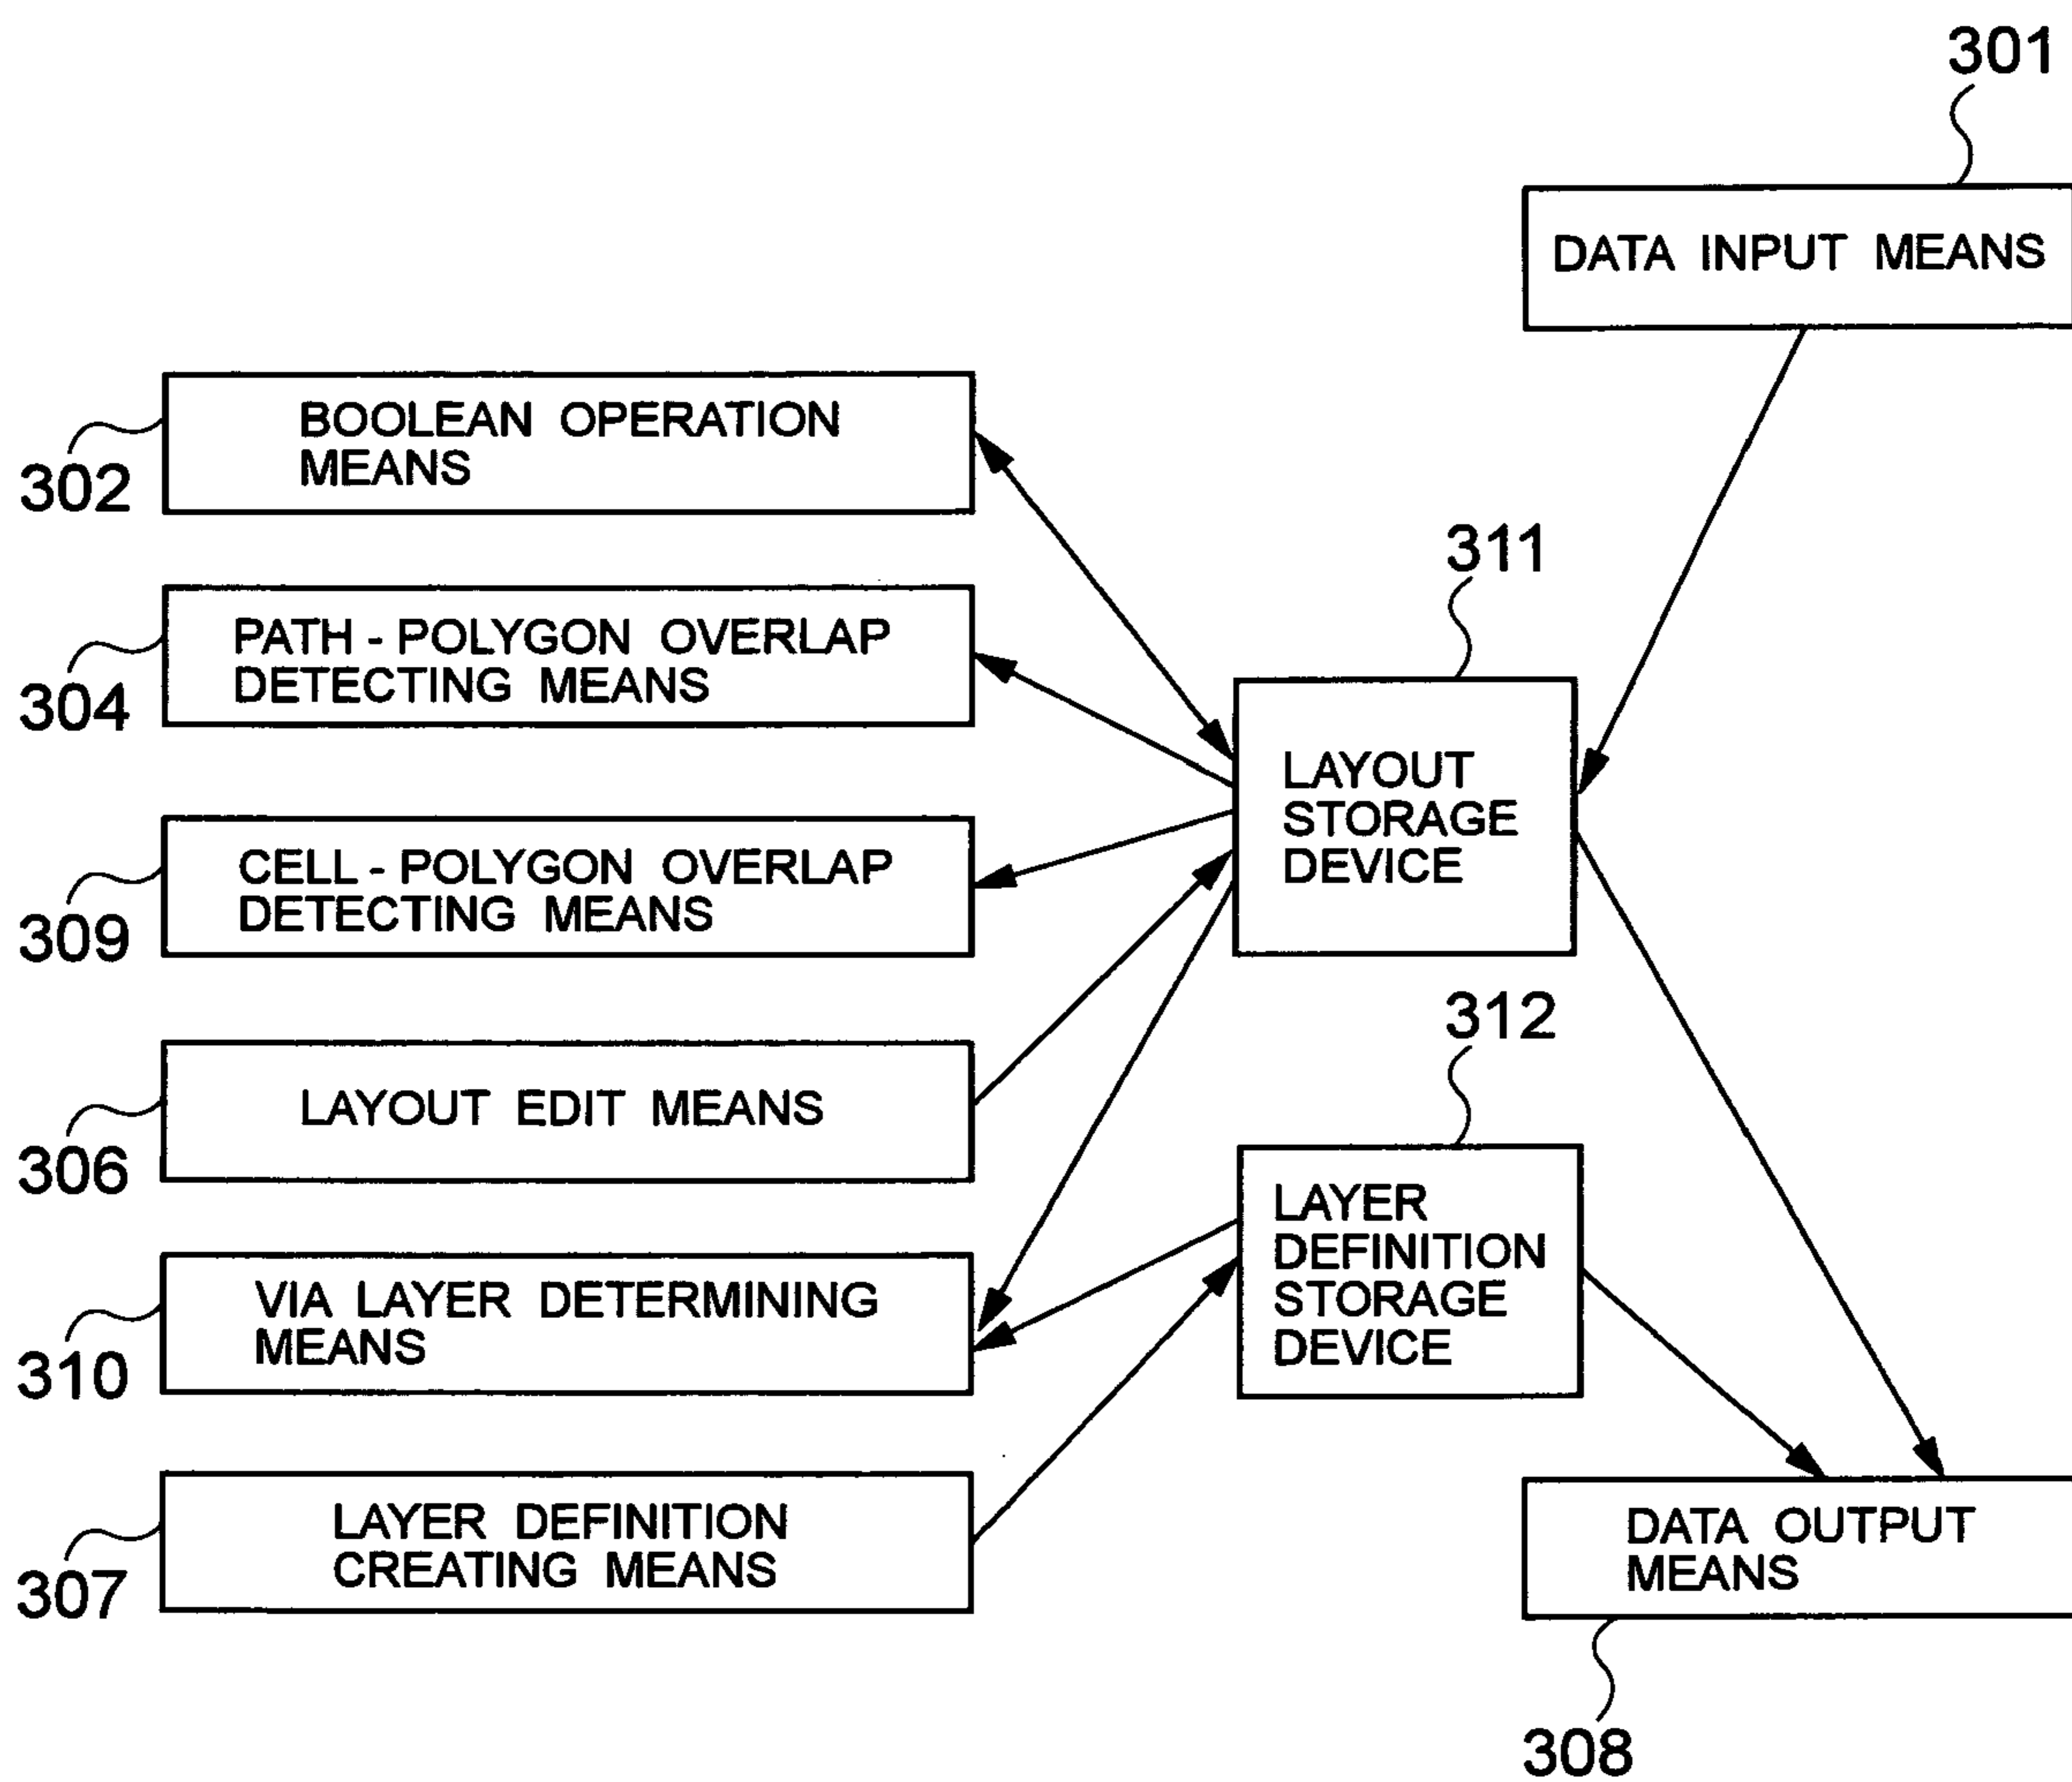 301
DATA INPUT MEANS
BOOLEAN OPERATION
MEANS
302
PATH - POLYGON OVERLAP
DETECTING MEANS
304
CELL - POLYGON OVERLAP
DETECTING MEANS
309
LAYOUT EDIT MEANS
306
VIA LAYER DETERMINING
MEANS
310
LAYER DEFINITION
CREATING MEANS
307
311
LAYOUT
STORAGE
DEVICE
312
LAYER
DEFINITION
STORAGE
DEVICE
DATA OUTPUT
MEANS
308